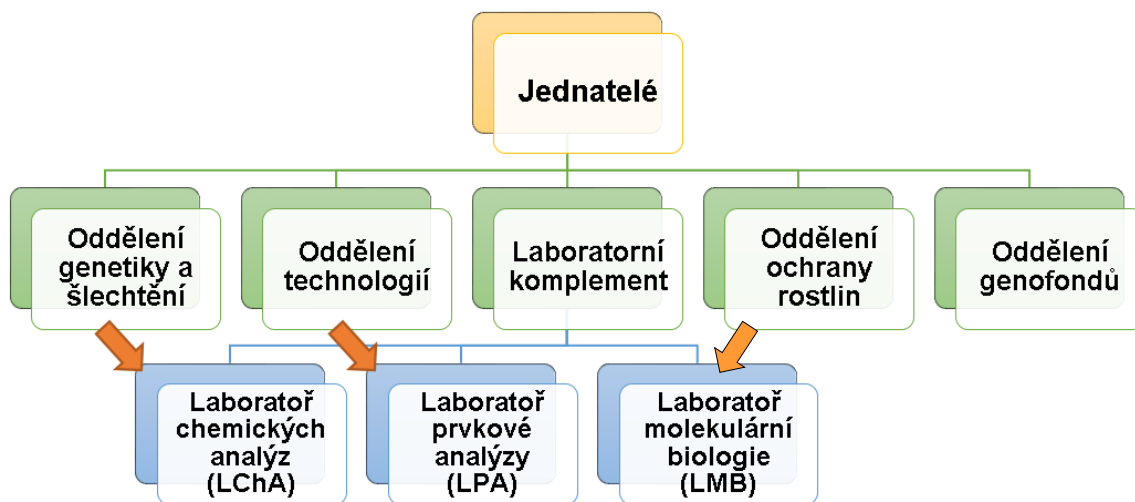 Jednatelé
Oddělení
genetiky a
šlechtění
Oddělení
technologií
Laboratorní
komplement
Oddělení
ochrany
rostlin
Oddělení
genofondů
Laboratoř
chemických
analýz
(LChA)
Laboratoř
prvkové
analýzy
(LPA)
Laboratoř
molekulární
biologie
(LMB)